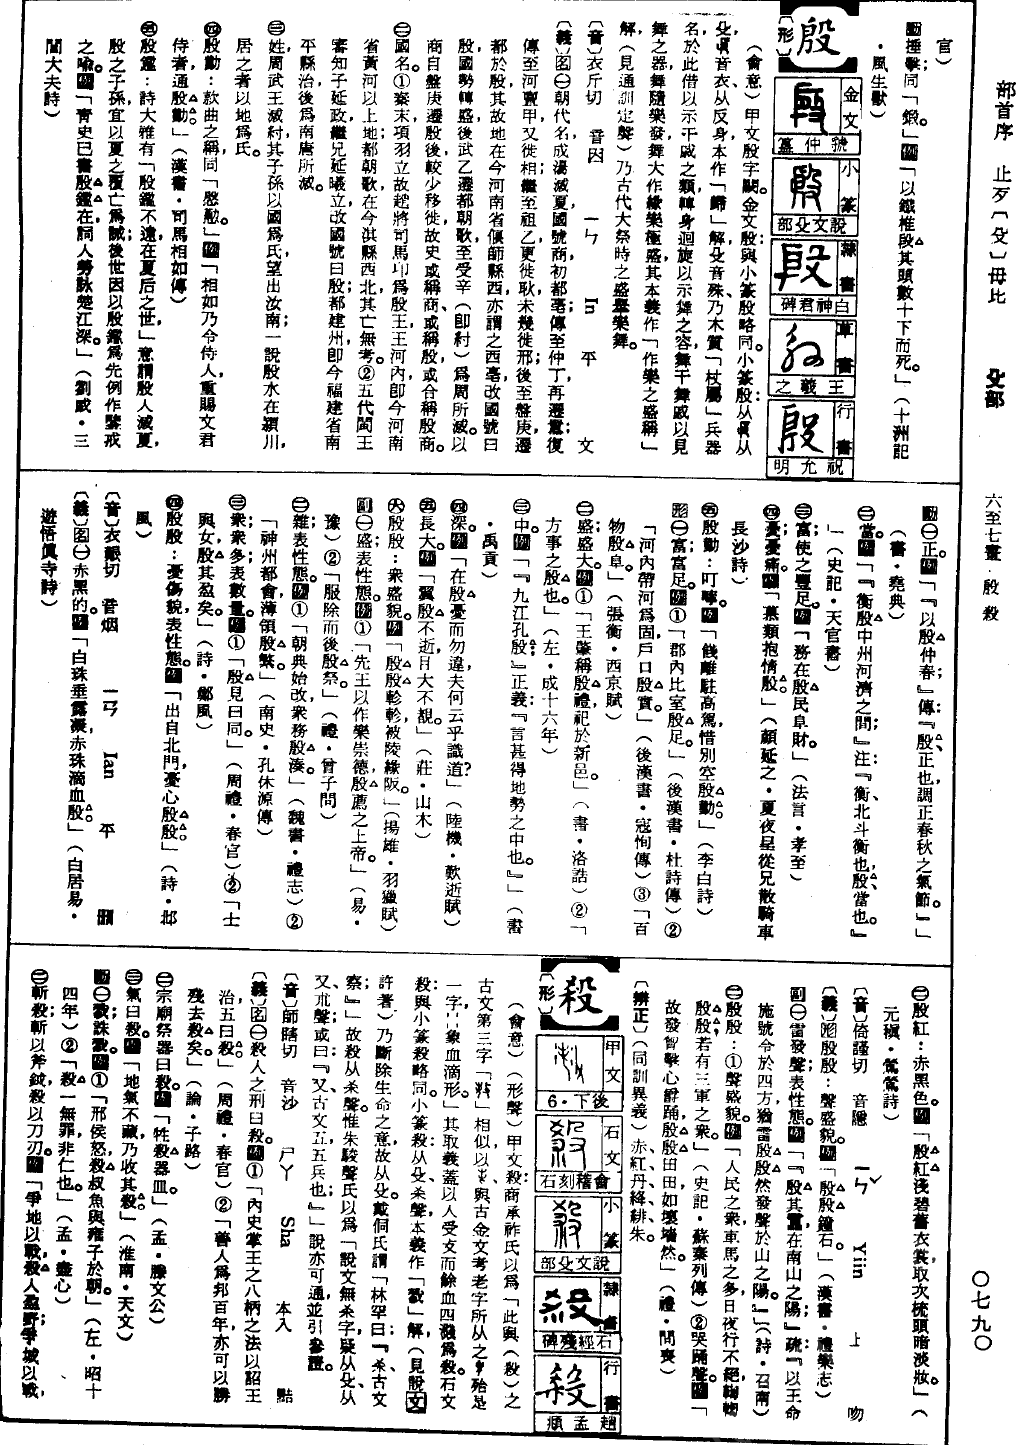 部首序　止歹〔殳〕毋比　殳部　六至七畫・殷 殺　〇七九〇
官）
動捶擊同「鍛。」例「以鐵椎段其頭數十下而死。」（十洲記
・風生獸）
殷
〔形〕
金文
虢仲簋
小篆
說文殳部
隸書
白神君碑
草書
王羲之
行書
祝允明
（會意）甲文殷字闕。金文殷與小篆殷略同。小篆殷：从㐆从
殳，㐆音衣，从反身，本作「歸」解，殳音殊，乃木質「杖屬」兵器
名，於此借以示干戚之類，轉身迴旋以示舞之容，舞干舞戚以見
舞之器，舞隨樂發，舞大作，緣樂極盛；其本義作「作樂之盛稱」
解，（見通訓定聲）乃古代大祭時之盛舉樂舞。
〔音〕衣斤切　音因　ㄧㄣ　In　平　文
〔義〕名㊀朝代名，成湯滅夏，國號商，初都亳；傳至仲丁再遷囂；復
傳至河亶甲又徙相；繼至祖乙更徙耿；未幾徙邢；後至盤庚，遷
都於殷，其故地在今河南省偃師縣西，亦謂之西亳，改國號曰
殷，國勢轉盛；後武乙遷都朝歌；至受辛（卽紂）爲周所滅。以
商自盤庚遷殷後較少移徙，故史或稱商，或稱殷，或合稱殷商。
㊁國名：①秦末項羽立故趙將司馬卬爲殷王，王河內，卽今河南
省黃河以上地，都朝歌，在今淇縣西北，其亡無考。②五代閩王
審知子延政繼兄延曦立，改國號曰殷，都建州，卽今福建省南
平縣治，後爲南唐所滅。
㊂姓，周武王滅紂，其子孫以國爲氏，望出汝南；一說殷水在潁川，
居之者以地爲氏。
㊃殷勤：款曲之稱，同「慇懃。」例「相如乃令侍人重賜文君
侍者通殷勤」（漢書・司馬相如傳）
㊄殷鑑：詩大雅有「殷鑑不遠，在夏后之世，」意謂殷人滅夏，
殷之子孫宜以夏之覆亡爲誡；後世因以殷鑑爲先例作鑒戒
之喻。例「靑史已書殷鑑在，詞人勞詠楚江深。」（劉威・三
閭大夫詩）
動㊀正。例「『以殷仲春』傳：『殷，正也，調正春秋之氣節。』」
（書・堯典）
㊁當。例「『衡殷中州河濟之間』注：『衡，北斗衡也，殷，當也。』
」（史記・天官書）
㊂富；使之豐足。例「務在殷民阜財。」（法言・孝至）
㊃憂；憂痛。例「慕類抱情殷。」（顏延之・夏夜呈從兄散騎車
長沙詩）
㊄殷勤：叮嚀。例「餞離駐高駕，惜別空殷勤。」（李白詩）
形㊀富；富足。例①「郡內比室殷足。」（後漢書・杜詩傳）②
「河內帶河爲固，戶口殷實。」（後漢書・寇恂傳）③「百
物殷阜。」（張衡・西京賦）
㊁盛；盛大。例①「王肇稱殷禮，祀於新邑。」（書・洛誥）②「
方事之殷也。」（左・成十六年）
㊂中。例「『九江孔殷』正義：『言甚得地勢之中也。』」（書
・禹貢）
㊃深。例「在殷憂而勿違，夫何云乎識道？」（陸機・歎逝賦）
㊄長大。例「翼殷不逝，目大不覩。」（莊・山木）
㊅殷殷：衆盛貌。例「殷殷軫軫，被陵緣阪。」（揚雄・羽獵賦）
副㊀盛，表性態。例①「先王以作樂崇德，殷薦之上帝。」（易・
豫）②「服除而後殷祭。」（禮・曾子問）
㊁雜，表性態。例①「朝典始改，衆務殷湊。」（魏書・禮志）②
「神州都會，簿領殷繁。」（南史・孔休源傳）
㊂衆；衆多，表數量。例①「殷見曰同。」（周禮・春官）②「士
與女，殷其盈矣。」（詩・鄭風）
㊃殷殷：憂傷貌，表性態。例「出自北門，憂心殷殷。」（詩・邶
風）
〔音〕衣艱切　音烟　ㄧㄢ　Ian　平　刪
〔義〕名㊀赤黑的。例「白珠垂露凝，赤珠滴血殷。」（白居易・
遊悟眞寺詩）
㊁殷紅：赤黑色。例「殷紅淺碧舊衣裳，取次梳頭暗淡妝」（
元稹・鶯鶯詩）
〔音〕倚謹切　音隱　ㄧㄣˇ　Yiin　上　吻
〔義〕形殷殷：聲盛貌。例「殷殷鐘石」（漢書・禮樂志）
副㊀雷發聲，表性態。例「『殷其靁，在南山之陽』疏：『以王命
施號令於四方，猶雷殷殷然發聲於山之陽。』」（詩・召南）
㊁殷殷：①聲盛貌。例「人民之衆，車馬之多，日夜行不絕，輷輷
殷殷，若有三軍之衆。」（史記・蘇秦列傳）②哭踊聲。例「
故發胷擊心爵踊，殷殷田田，如壞墻然。」（禮・問喪）
〔辨正〕（同訓異義）赤、紅、丹、絳、緋、朱。
殺
〔形〕
甲文
後下・6
石文
會稽刻石
小篆
說文殳部
隸書
石經殘碑
行書
趙孟頫
（會意）（形聲）甲文殺：商承祚氏以爲「此與（殺）之
古文第三字「𢽠」相似，以⺌與古金文考老字所从之⺌殆是
一字，象血滴形」其取義蓋以人受攴而餘血四濺爲殺。石文
殺與小篆殺略同。小篆殺：从殳、杀聲，本義作「戮」解，（見說文
許著）乃斷除生命之意，故从殳。戴侗氏謂「林罕曰：『杀，古文
察』」故殺从杀聲；惟朱駿聲氏以爲「說文無杀字，疑从殳、从
乂、朮聲；或曰：『乂，古文五，五兵也』」說亦可通，並引參證。
〔音〕師瞎切　音沙　ㄕㄚ　Sha　本入　黠
〔義〕名㊀殺人之刑曰殺。例①「內史掌王之八柄之法，以詔王
治，五曰殺」（周禮・春官）②「善人爲邦百年，亦可以勝
殘去殺矣。」（論・子路）
㊁宗廟祭器曰殺。例「牲殺器皿。」（孟・滕文公）
㊂氣曰殺。例「地氣不藏，乃收其殺。」（淮南・天文）
動㊀戮；誅戮。例①「邢侯怒，殺叔魚與雍子於朝。」（左・昭十
四年）②「殺一無罪，非仁也。」（孟・盡心）
㊁斬；殺，斬以斧鉞，殺以刀刃。例「爭地以戰，殺人盈野；爭城以戰，